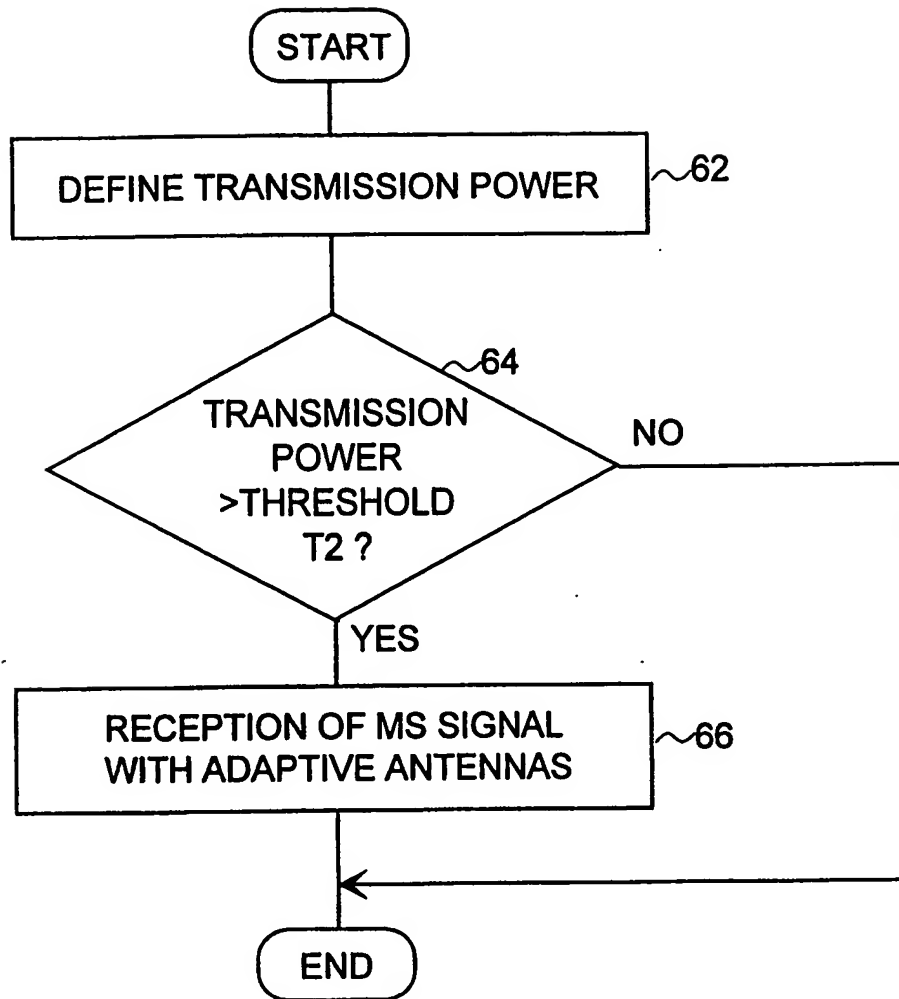 START
DEFINE TRANSMISSION POWER
62
64
TRANSMISSION
POWER
>THRESHOLD
T2 ?
NO
YES
RECEPTION OF MS SIGNAL
WITH ADAPTIVE ANTENNAS
66
END